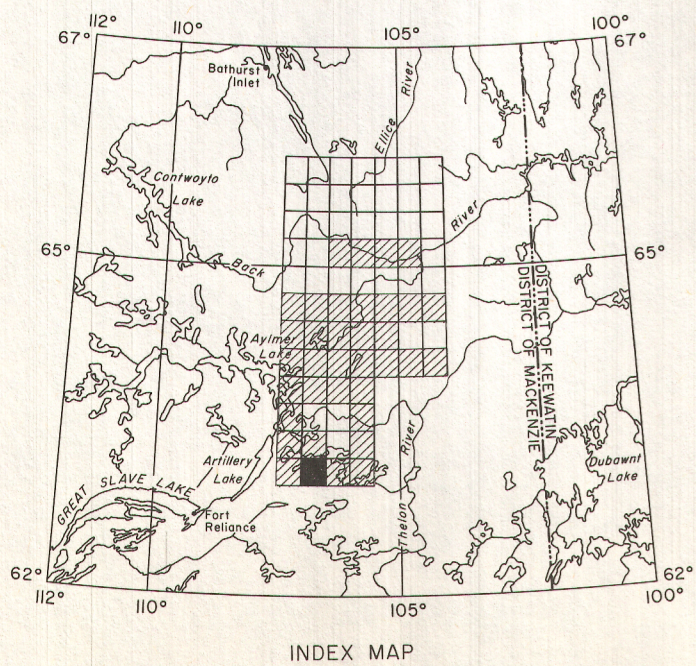 112°
110°
105°
100°
67°
67°
Bathurst
Inlet
Ellice River
Contwoyto
Lake
River
65°
65°
Back
DISTRICT OF KEEWATIN
DISTRICT OF MACKENZIE
Aylmer
Lake
River
Artillery
Lake
Dubawnt
Lake
GREAT SLAVE LAKE
Fort
Reliance
Thelon
62°
62°
112°
110°
105°
100°
INDEX MAP